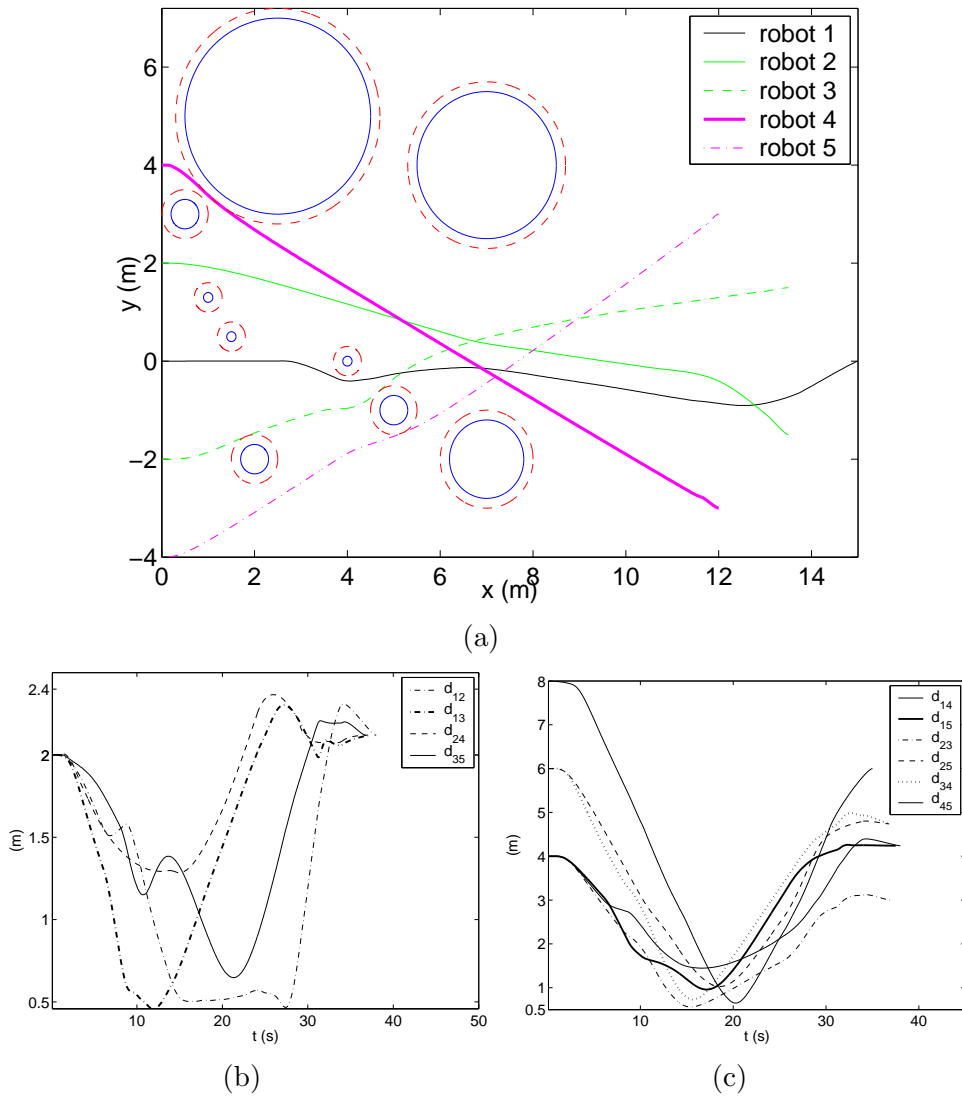 robot 1
robot 2
robot 3
robot 4
robot 5
6
4
2
0
−2
−4
y (m)
0 2 4 6 8 10 12 14
x (m)
(a)
2.4
2
1.5
1
0.5
(m)
d12
d13
d24
d35
10 20 30 40 50
t (s)
(b)
8
7
6
5
4
3
2
1
0.5
(m)
d14
d15
d23
d25
d34
d45
0 10 20 30 40
t (s)
(c)